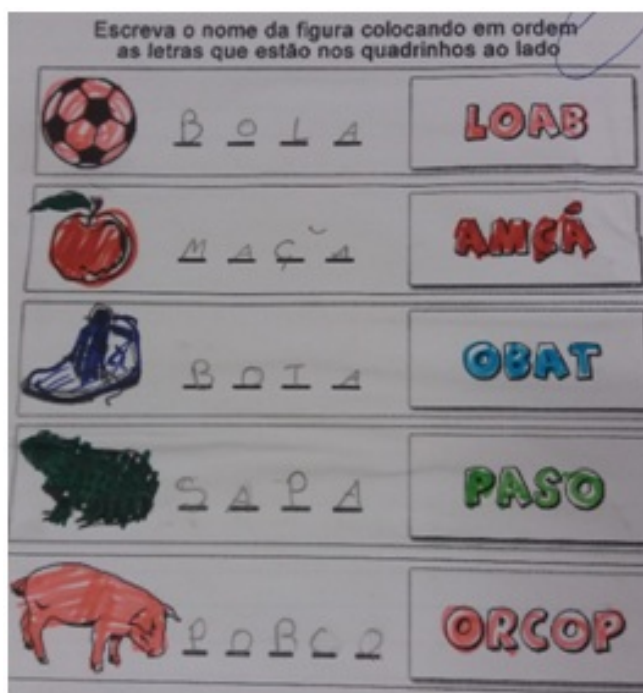 Escreva o nome da figura colocando em ordem
as letras que estão nos quadrinhos ao lado
B O L A LOAB
M A Ç Ã AMÇÃ
B O T A OBAT
S A P A PASO
P O R C O ORCOP